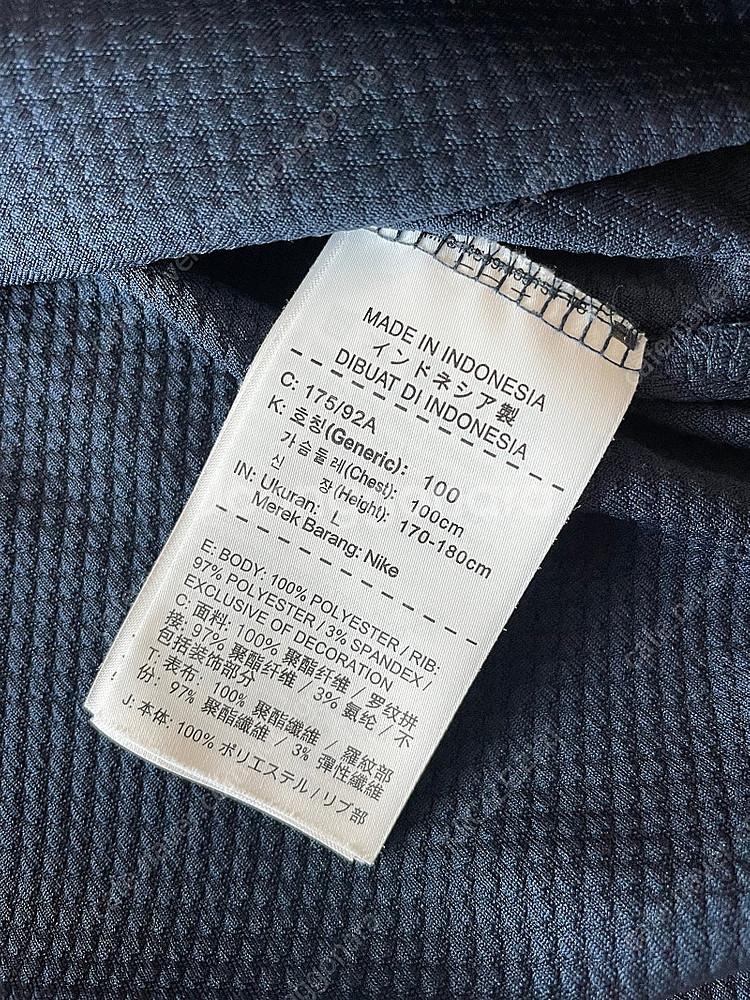 MADE IN INDONESIA
インドネシア製
DIBUAT DI INDONESIA
C: 175/92A
K: 호칭(Generic): 100
가슴둘레(Chest): 100cm
신 장(Height): 170-180cm
IN: Ukuran: L
Merek Barang: Nike
E: BODY: 100% POLYESTER / RIB:
97% POLYESTER / 3% SPANDEX /
EXCLUSIVE OF DECORATION
C: 面料: 100% 聚酯纤维 / 罗纹拼
接: 97% 聚酯纤维 / 3% 氨纶 / 不
包括装饰部分
T: 表布: 100% 聚酯纖維 / 羅紋部
份: 97% 聚酯纖維 / 3% 彈性纖維
J: 本体: 100% ポリエステル / リブ部